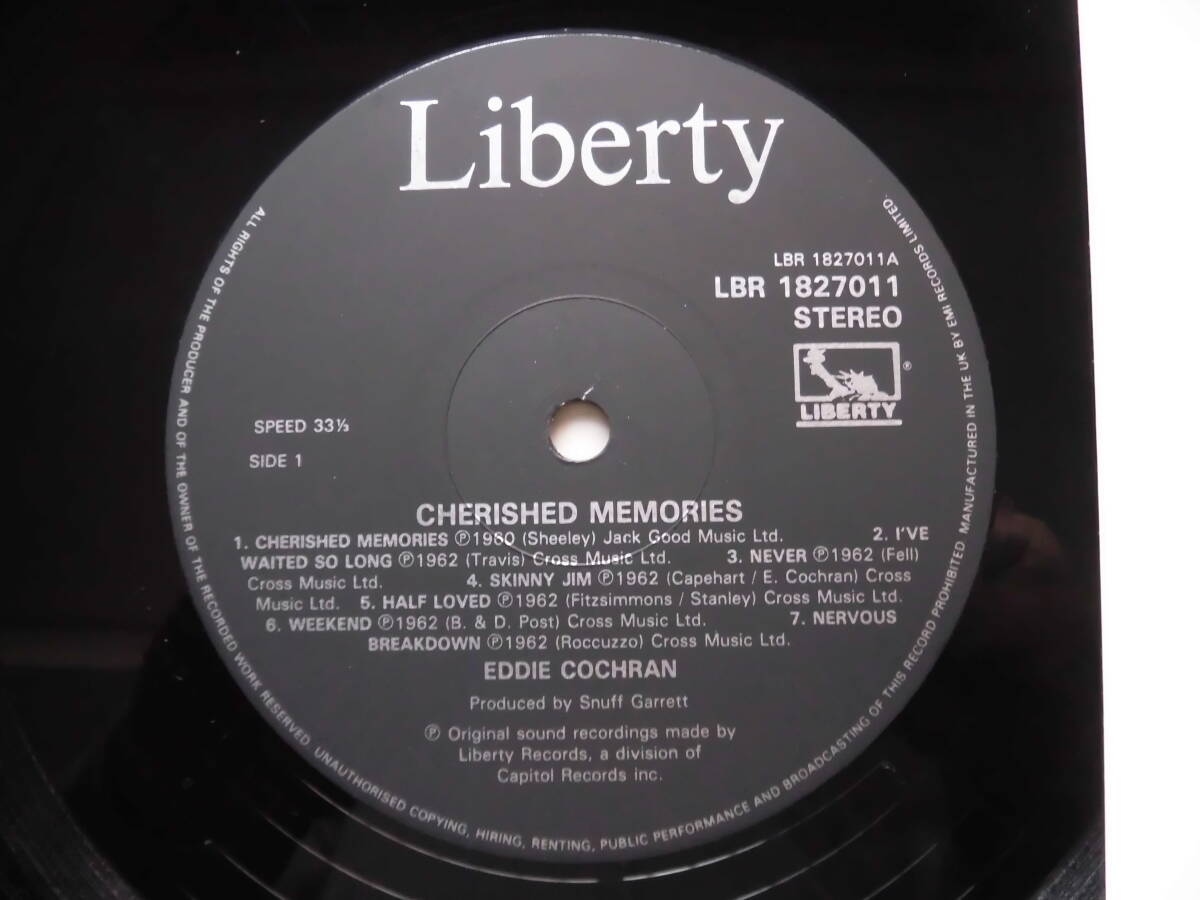 Liberty
LBR 1827011A
LBR 1827011
STEREO
®
LIBERTY
SPEED 33⅓
SIDE 1
CHERISHED MEMORIES
1. CHERISHED MEMORIES ℗1960 (Sheeley) Jack Good Music Ltd. 2. I'VE
WAITED SO LONG ℗1962 (Travis) Cross Music Ltd. 3. NEVER ℗1962 (Fell)
Cross Music Ltd. 4. SKINNY JIM ℗1962 (Capehart / E. Cochran) Cross
Music Ltd. 5. HALF LOVED ℗1962 (Fitzsimmons / Stanley) Cross Music Ltd.
6. WEEKEND ℗1962 (B. & D. Post) Cross Music Ltd. 7. NERVOUS
BREAKDOWN ℗1962 (Roccuzzo) Cross Music Ltd.
EDDIE COCHRAN
Produced by Snuff Garrett
℗ Original sound recordings made by
Liberty Records, a division of
Capitol Records inc.
ALL RIGHTS OF THE PRODUCER AND OF THE OWNER OF THE RECORDED WORK RESERVED. UNAUTHORISED COPYING, HIRING, RENTING, PUBLIC PERFORMANCE AND BROADCASTING OF THIS RECORD PROHIBITED. MANUFACTURED IN THE UK BY EMI RECORDS LIMITED.